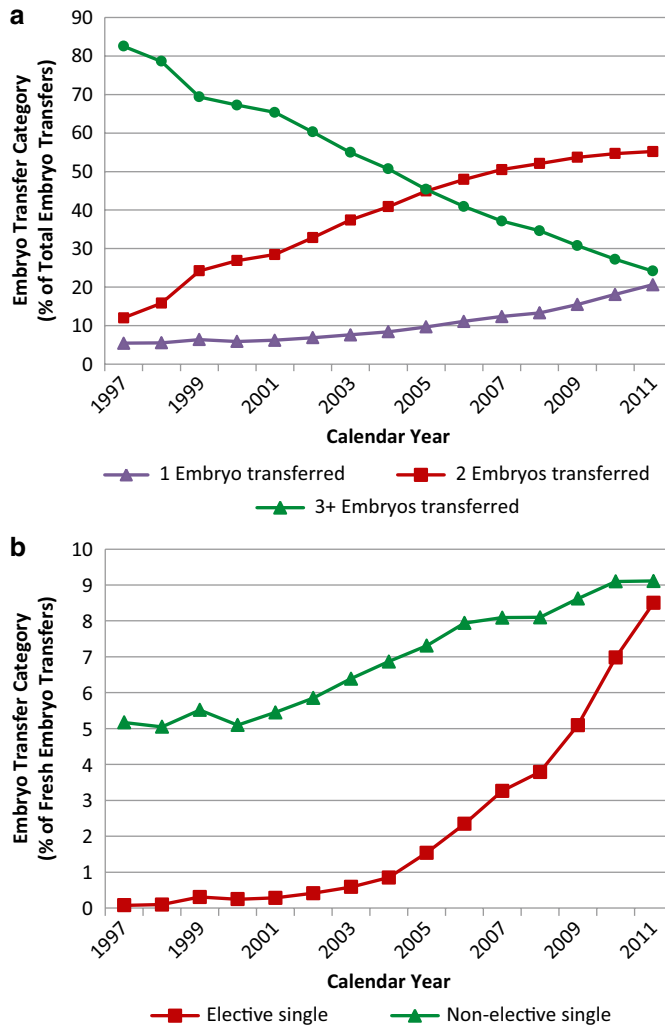 a
Embryo Transfer Category
(% of Total Embryo Transfers)
90
80
70
60
50
40
30
20
10
0
1997
1999
2001
2003
2005
2007
2009
2011
Calendar Year
1 Embryo transferred
2 Embryos transferred
3+ Embryos transferred
b
Embryo Transfer Category
(% of Fresh Embryo Transfers)
10
9
8
7
6
5
4
3
2
1
0
1997
1999
2001
2003
2005
2007
2009
2011
Calendar Year
Elective single
Non-elective single